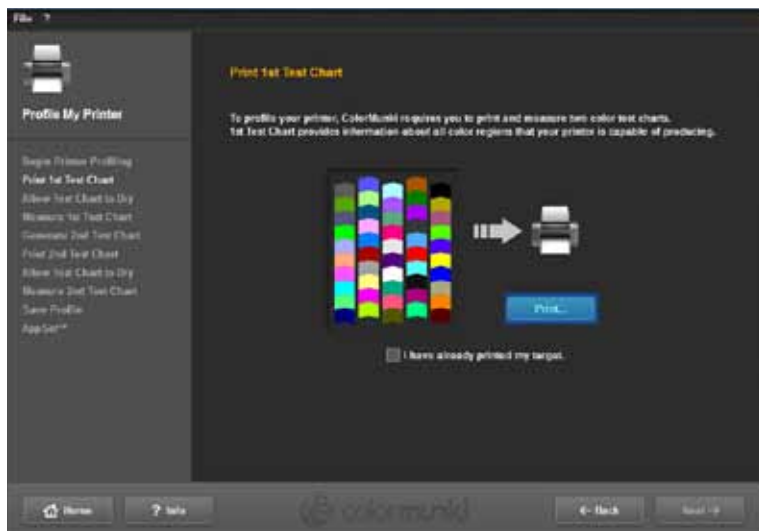 File ?
Profile My Printer
Begin Printer Profiling
Print 1st Test Chart
Allow Test Chart to Dry
Measure 1st Test Chart
Generate 2nd Test Chart
Print 2nd Test Chart
Allow Test Chart to Dry
Measure 2nd Test Chart
Save Profile
AppSet™
Print 1st Test Chart
To profile your printer, ColorMunki requires you to print and measure two color test charts.
1st Test Chart provides information about all color regions that your printer is capable of producing.
Print...
I have already printed my target.
Home
? Info
colormunki
← Back
Next →